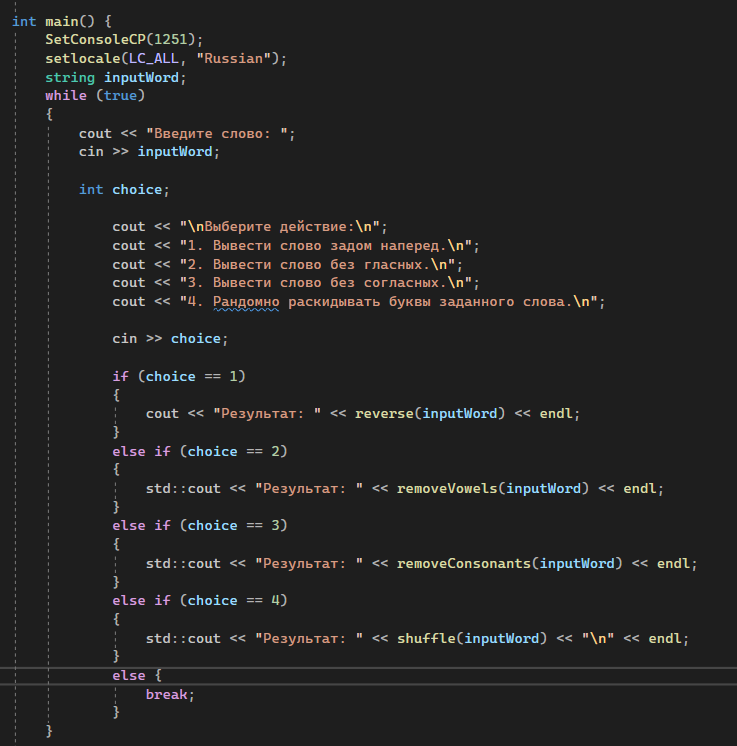 int main() {
SetConsoleCP(1251);
setlocale(LC_ALL, "Russian");
string inputWord;
while (true)
{
cout << "Введите слово: ";
cin >> inputWord;
int choice;
cout << "\nВыберите действие:\n";
cout << "1. Вывести слово задом наперед.\n";
cout << "2. Вывести слово без гласных.\n";
cout << "3. Вывести слово без согласных.\n";
cout << "4. Рандомно раскидывать буквы заданного слова.\n";
cin >> choice;
if (choice == 1)
{
cout << "Результат: " << reverse(inputWord) << endl;
}
else if (choice == 2)
{
std::cout << "Результат: " << removeVowels(inputWord) << endl;
}
else if (choice == 3)
{
std::cout << "Результат: " << removeConsonants(inputWord) << endl;
}
else if (choice == 4)
{
std::cout << "Результат: " << shuffle(inputWord) << "\n" << endl;
}
else {
break;
}
}